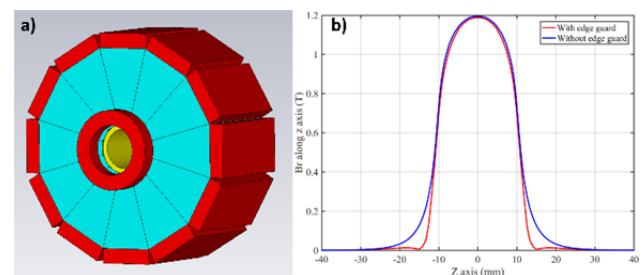 a)
b)
With edge guard
Without edge guard
Br along z axis (T)
1.2
1
0.8
0.6
0.4
0.2
0
-40 -30 -20 -10 0 10 20 30 40
Z axis (mm)